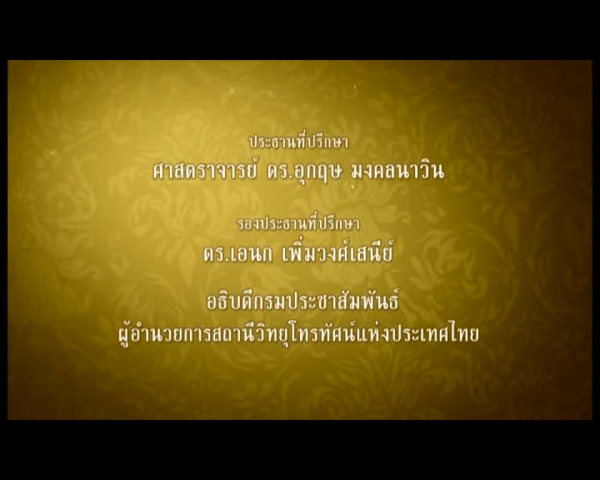 ประธานที่ปรึกษา
ศาสตราจารย์ ดร.อุกฤษ มงคลนาวิน
รองประธานที่ปรึกษา
ดร.เอนก เพิ่มวงศ์เสนีย์
อธิบดีกรมประชาสัมพันธ์
ผู้อำนวยการสถานีวิทยุโทรทัศน์แห่งประเทศไทย